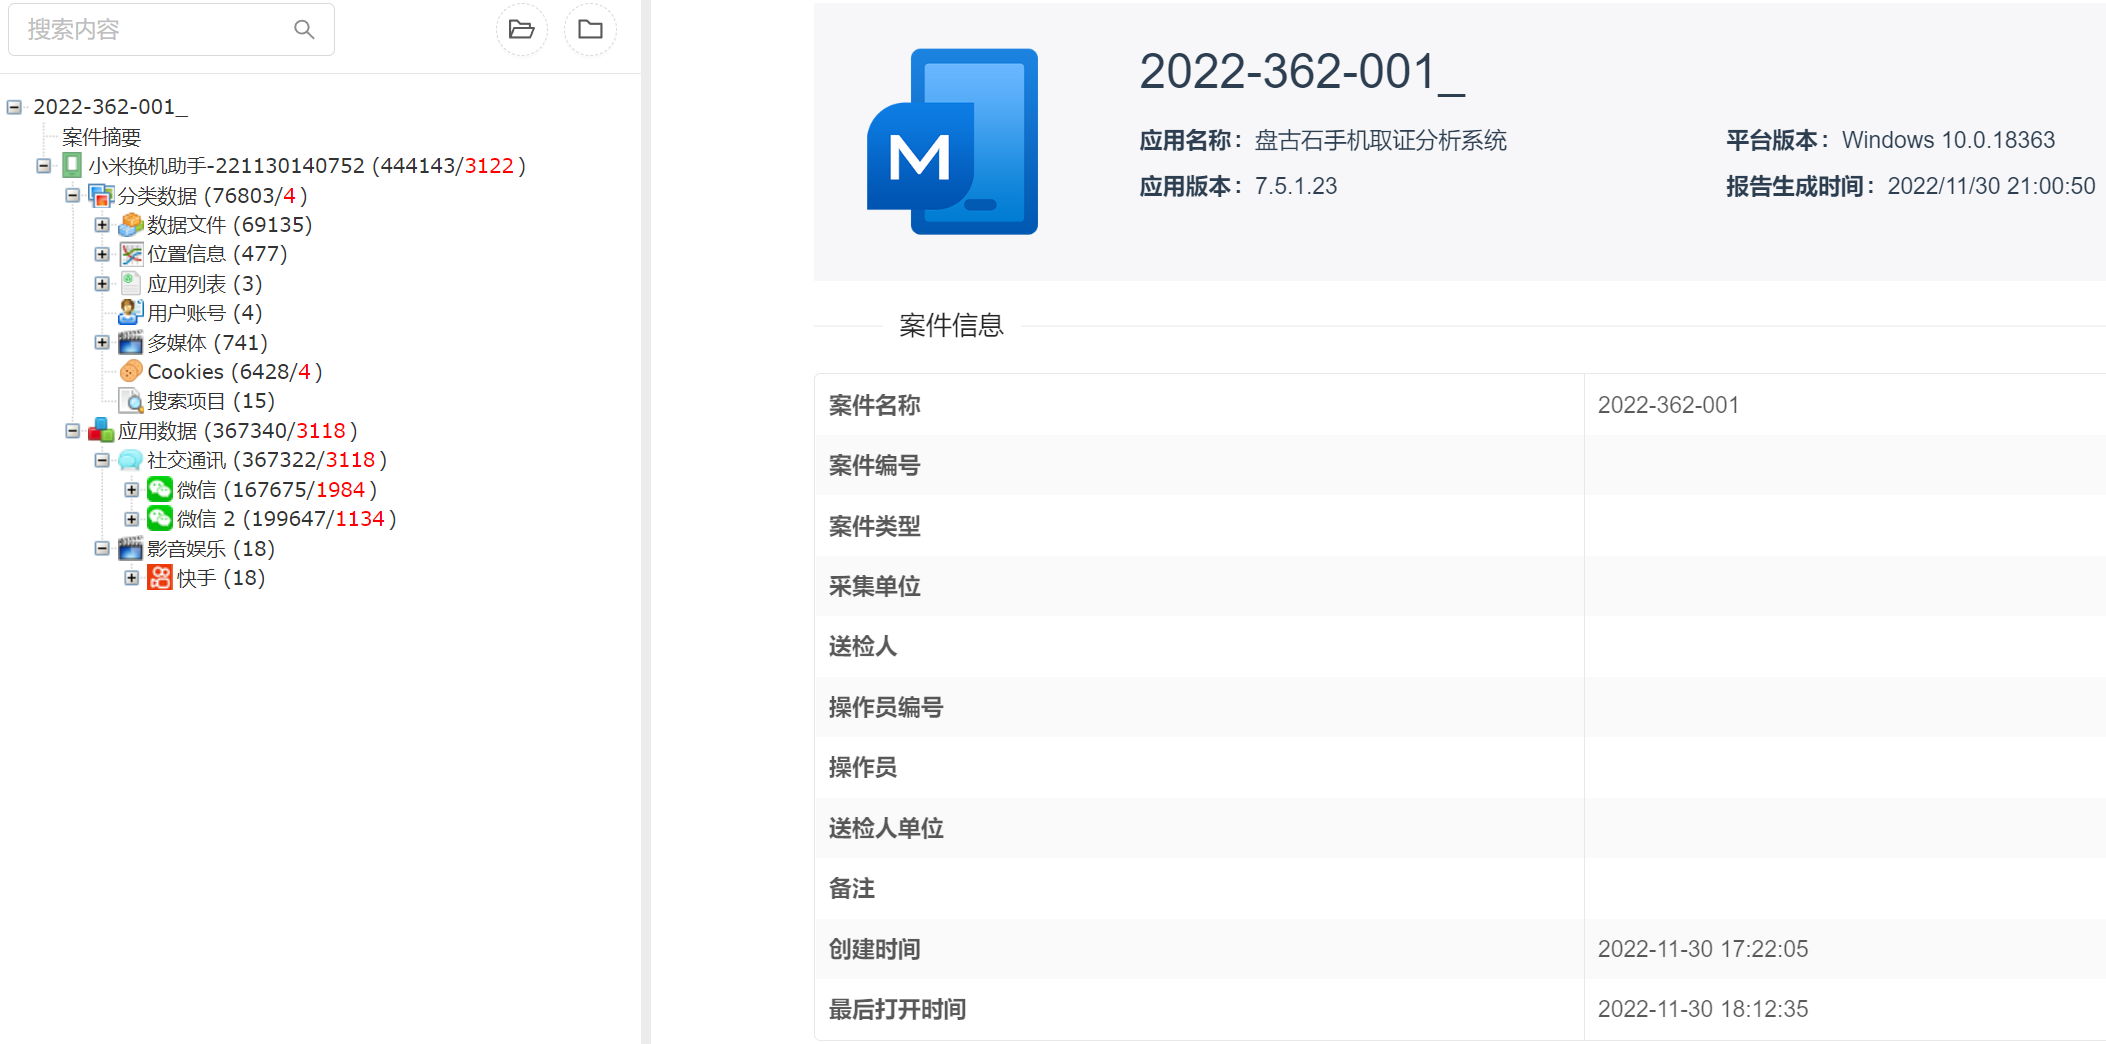 搜索内容
2022-362-001_
案件摘要
小米换机助手-221130140752 (444143/3122 )
分类数据 (76803/4 )
数据文件 (69135)
位置信息 (477)
应用列表 (3)
用户账号 (4)
多媒体 (741)
Cookies (6428/4 )
搜索项目 (15)
应用数据 (367340/3118 )
社交通讯 (367322/3118 )
微信 (167675/1984 )
微信 2 (199647/1134 )
影音娱乐 (18)
快手 (18)
M
2022-362-001_
应用名称： 盘古石手机取证分析系统
平台版本： Windows 10.0.18363
应用版本： 7.5.1.23
报告生成时间： 2022/11/30 21:00:50
案件信息
案件名称 2022-362-001
案件编号
案件类型
采集单位
送检人
操作员编号
操作员
送检人单位
备注
创建时间 2022-11-30 17:22:05
最后打开时间 2022-11-30 18:12:35